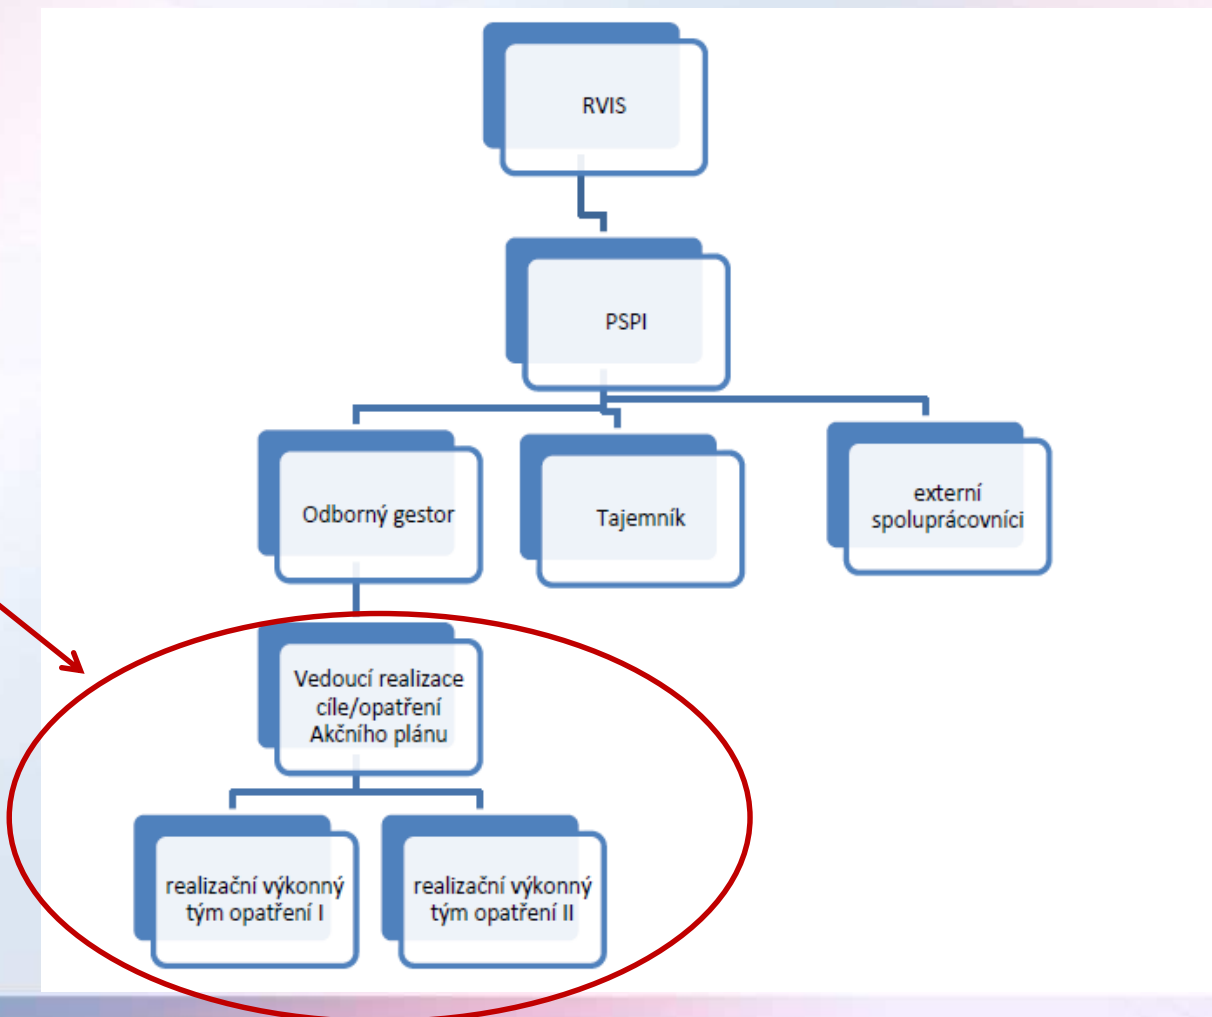 RVIS
PSPI
Odborný gestor
Tajemník
externí
spoluprácovníci
Vedoucí realizace
cíle/opatření
Akčního plánu
realizační výkonný
tým opatření I
realizační výkonný
tým opatření II